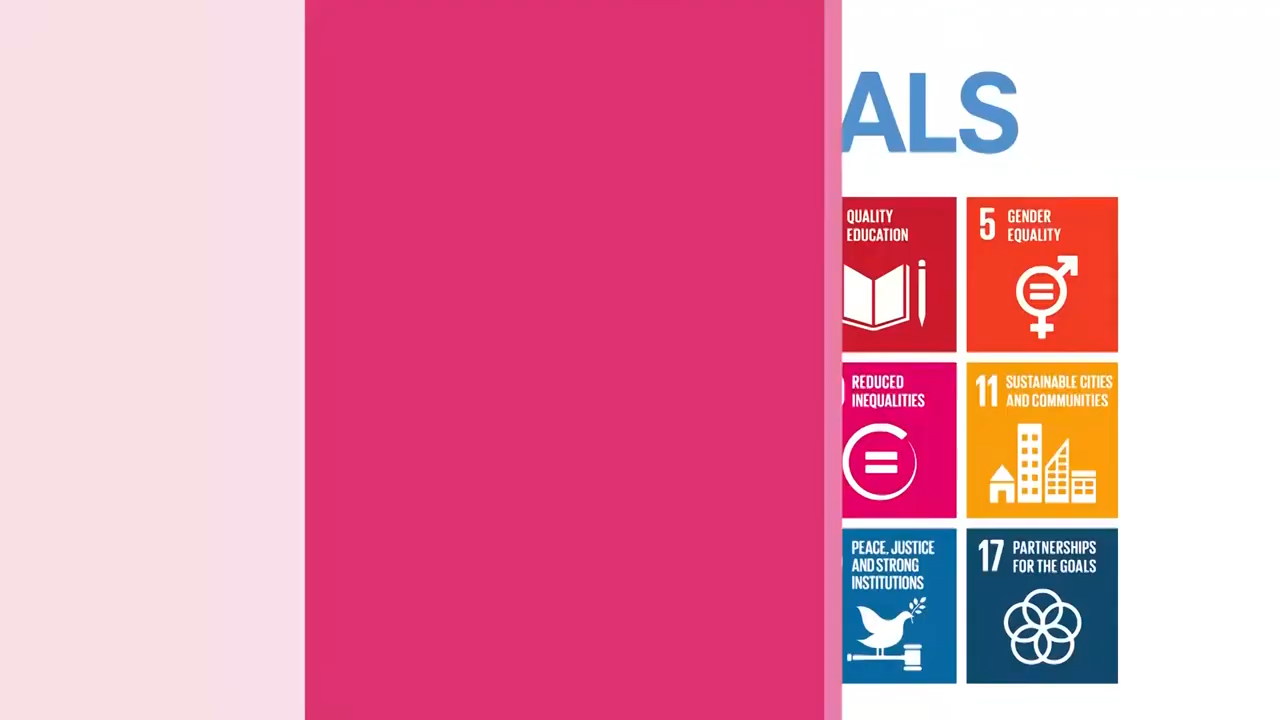 ALS
QUALITY
EDUCATION
5 GENDER
EQUALITY
REDUCED
INEQUALITIES
11 SUSTAINABLE CITIES
AND COMMUNITIES
PEACE, JUSTICE
AND STRONG
INSTITUTIONS
17 PARTNERSHIPS
FOR THE GOALS